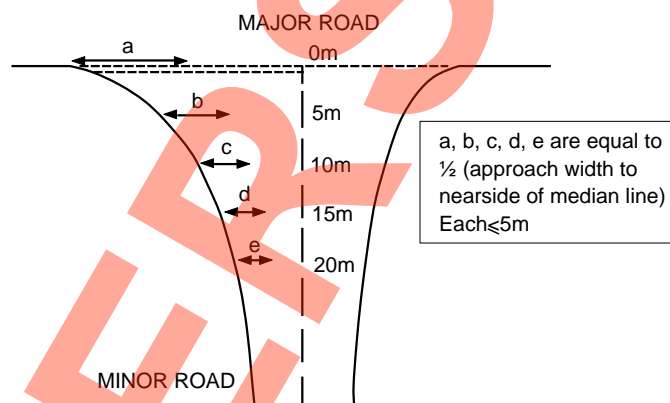 MAJOR ROAD
0m
a
b
5m
c
10m
d
15m
e
20m
a, b, c, d, e are equal to
½ (approach width to
nearside of median line)
Each⩽5m
MINOR ROAD
ERS